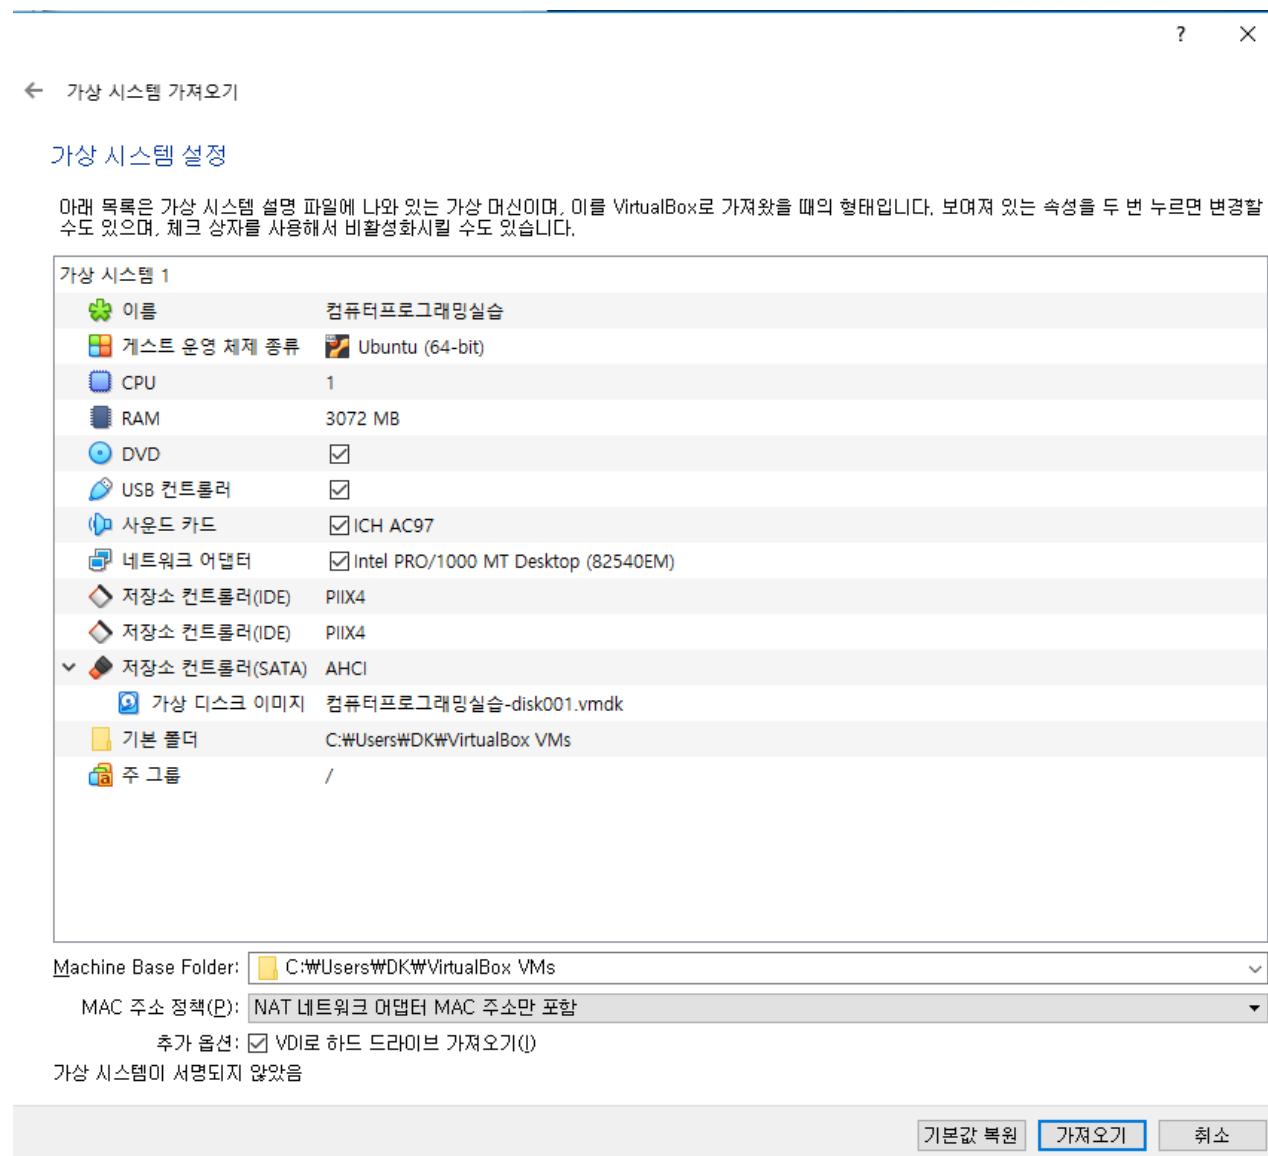 ?
가상 시스템 가져오기
가상 시스템 설정
아래 목록은 가상 시스템 설명 파일에 나와 있는 가상 머신이며, 이를 VirtualBox로 가져왔을 때의 형태입니다. 보여져 있는 속성을 두 번 누르면 변경할
수도 있으며, 체크 상자를 사용해서 비활성화시킬 수도 있습니다.
가상 시스템 1
이름 컴퓨터프로그래밍실습
게스트 운영 체제 종류 Ubuntu (64-bit)
CPU 1
RAM 3072 MB
DVD
USB 컨트롤러
사운드 카드 ICH AC97
네트워크 어댑터 Intel PRO/1000 MT Desktop (82540EM)
저장소 컨트롤러(IDE) PIIX4
저장소 컨트롤러(IDE) PIIX4
저장소 컨트롤러(SATA) AHCI
가상 디스크 이미지 컴퓨터프로그래밍실습-disk001.vmdk
기본 폴더 C:₩Users₩DK₩VirtualBox VMs
주 그룹 /
Machine Base Folder: C:₩Users₩DK₩VirtualBox VMs
MAC 주소 정책(P): NAT 네트워크 어댑터 MAC 주소만 포함
추가 옵션: VDI로 하드 드라이브 가져오기(I)
가상 시스템이 서명되지 않았음
기본값 복원 가져오기 취소